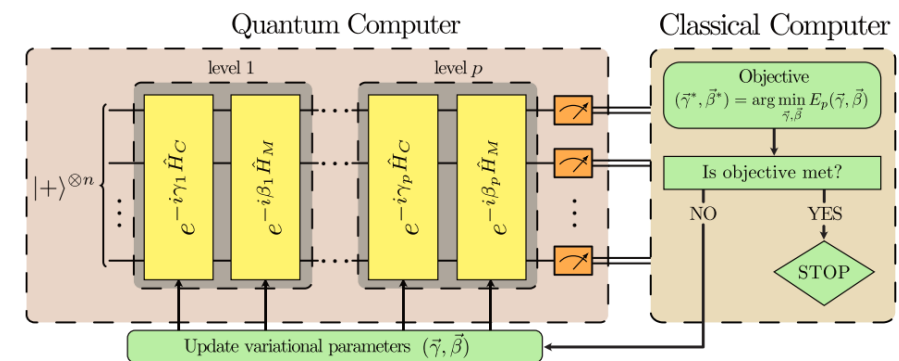 Quantum Computer
Classical Computer
level 1
level p
|+⟩^{⊗n}
e^{-iγ_1 Ĥ_C}
e^{-iβ_1 Ĥ_M}
e^{-iγ_p Ĥ_C}
e^{-iβ_p Ĥ_M}
Objective
(γ⃗*, β⃗*) = arg min_{γ⃗,β⃗} E_p(γ⃗, β⃗)
Is objective met?
NO
YES
STOP
Update variational parameters (γ⃗, β⃗)